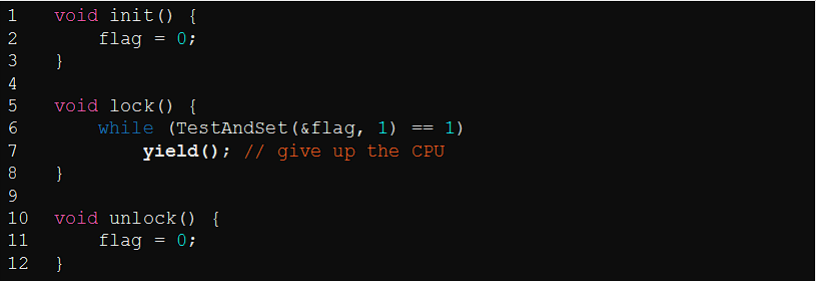 1 void init() {
2 flag = 0;
3 }
4
5 void lock() {
6 while (TestAndSet(&flag, 1) == 1)
7 yield(); // give up the CPU
8 }
9
10 void unlock() {
11 flag = 0;
12 }